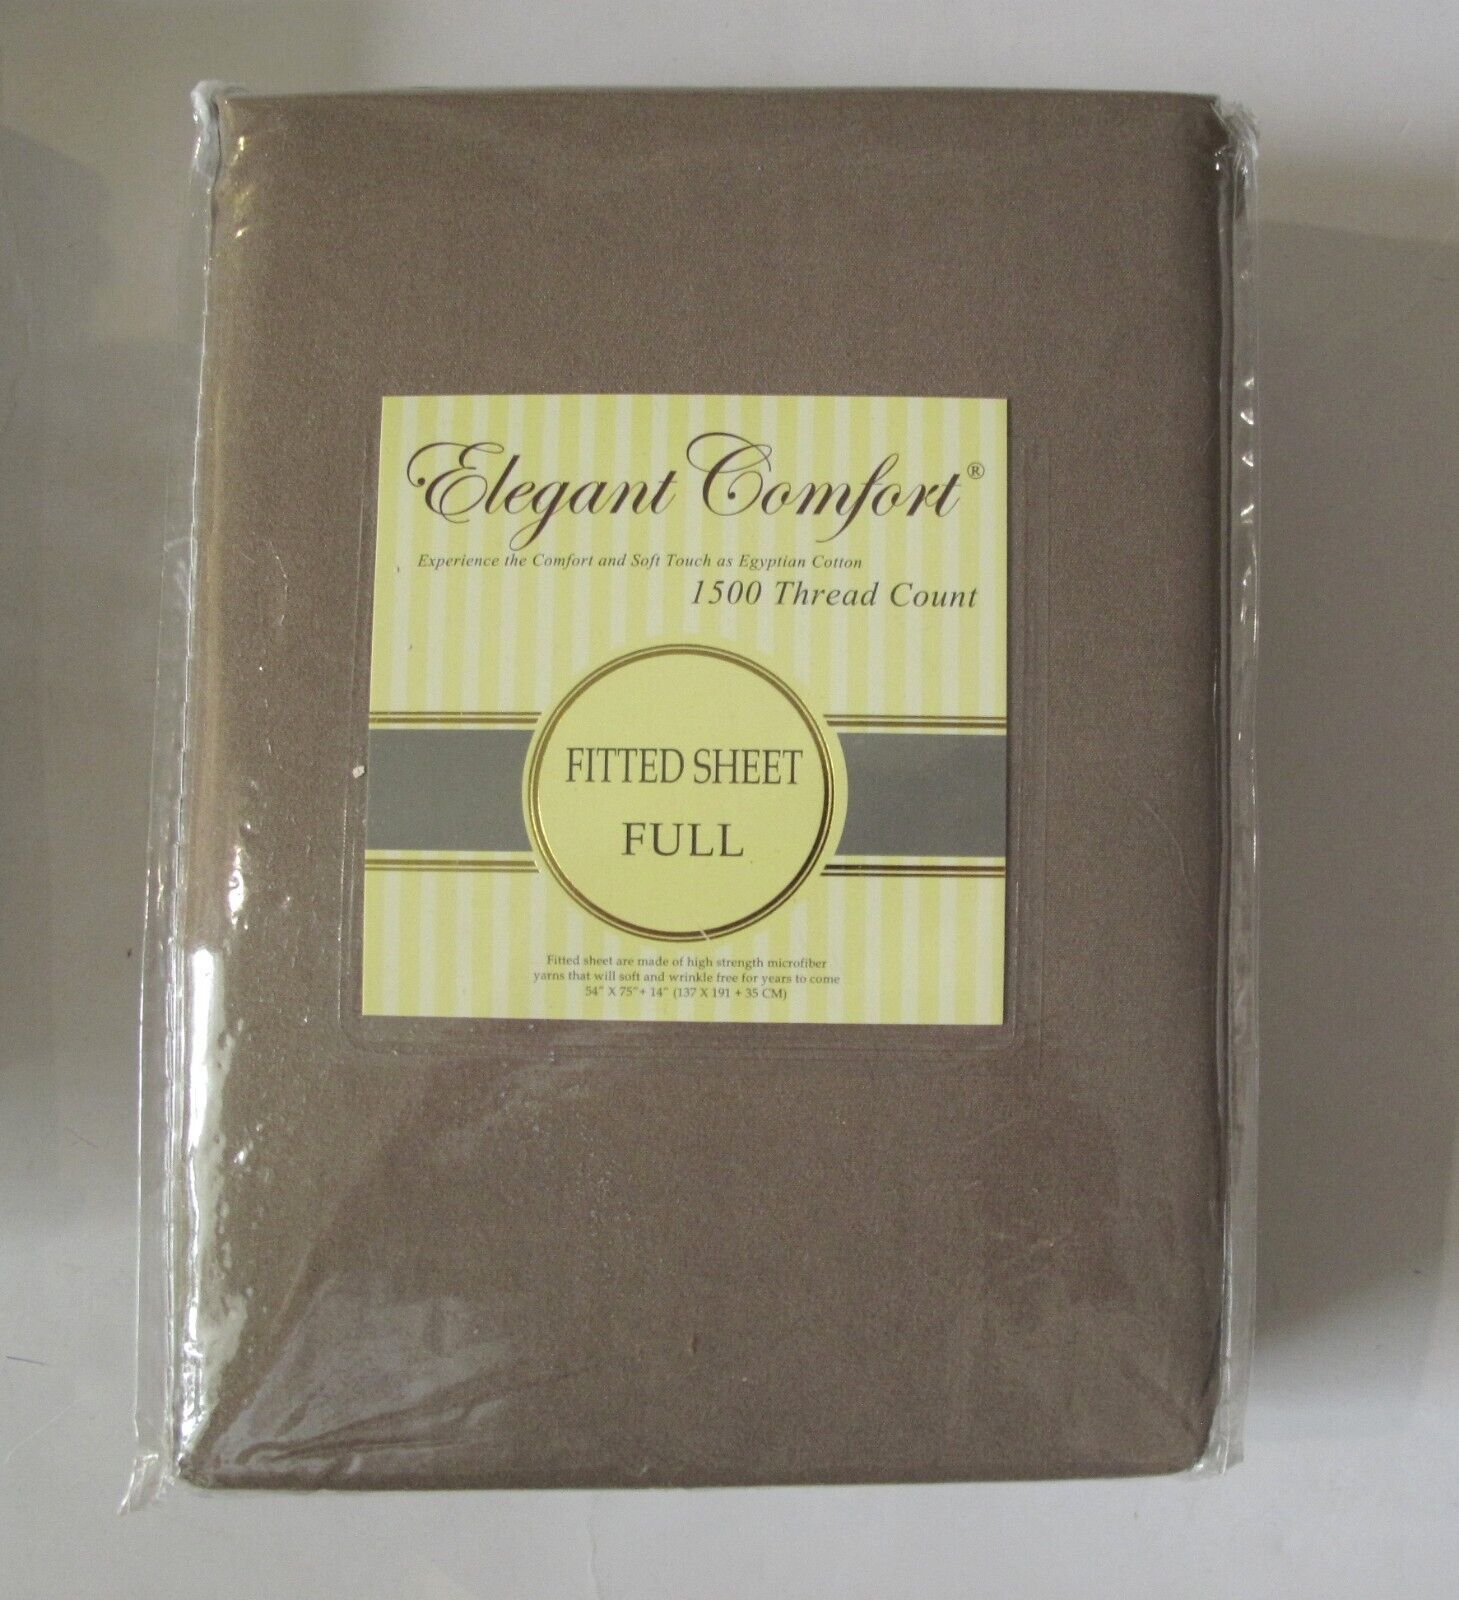 Elegant Comfort®
Experience the Comfort and Soft Touch as Egyptian Cotton
1500 Thread Count
FITTED SHEET
FULL
Fitted sheet are made of high strength microfiber
yarns that will soft and wrinkle free for years to come
54" X 75"+ 14" (137 X 191 + 35 CM)